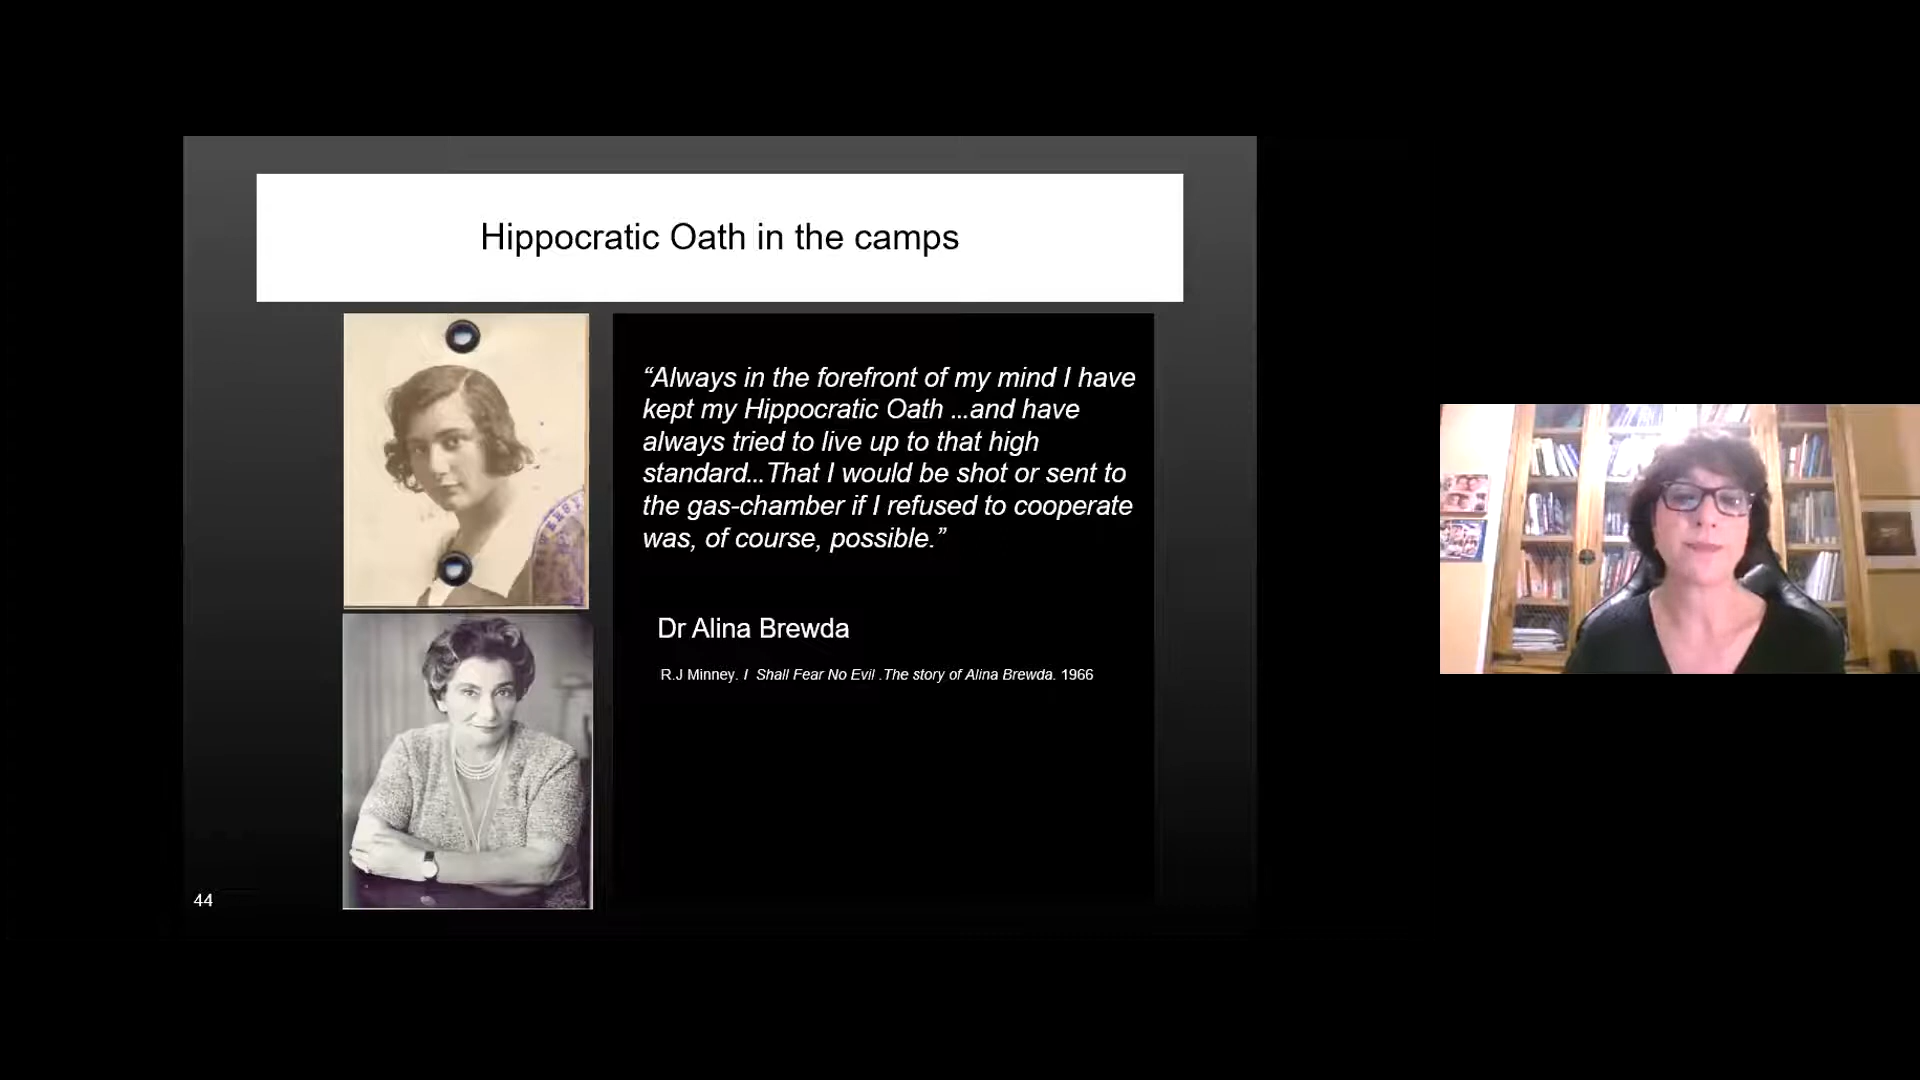 Hippocratic Oath in the camps
“Always in the forefront of my mind I have
kept my Hippocratic Oath ...and have
always tried to live up to that high
standard...That I would be shot or sent to
the gas-chamber if I refused to cooperate
was, of course, possible.”
Dr Alina Brewda
R.J Minney. I Shall Fear No Evil .The story of Alina Brewda. 1966
44